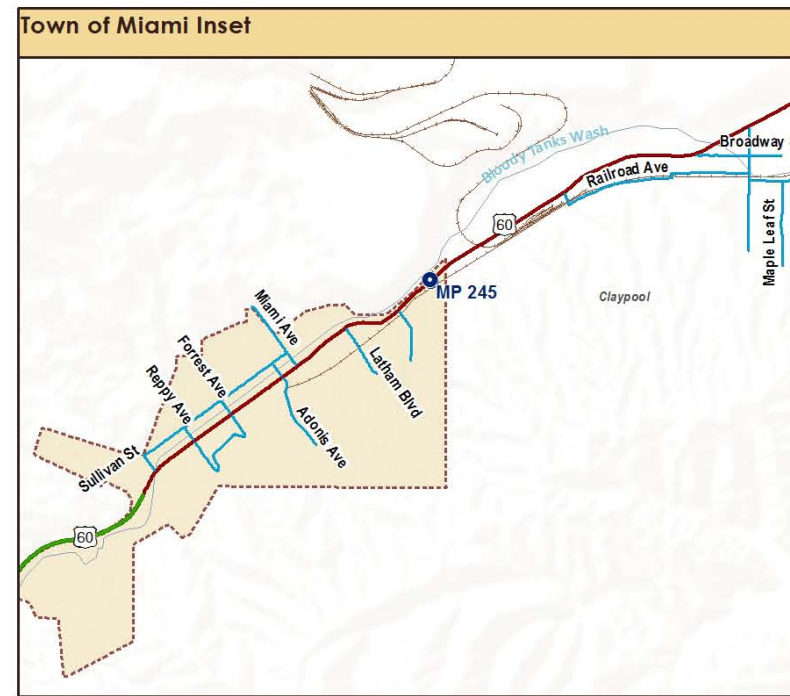 Town of Miami Inset
Bloody Tanks Wash
Broadway
Railroad Ave
60
Maple Leaf St
MP 245
Claypool
Miami Ave
Forrest Ave
Reppy Ave
Latham Blvd
Adonis Ave
Sullivan St
60